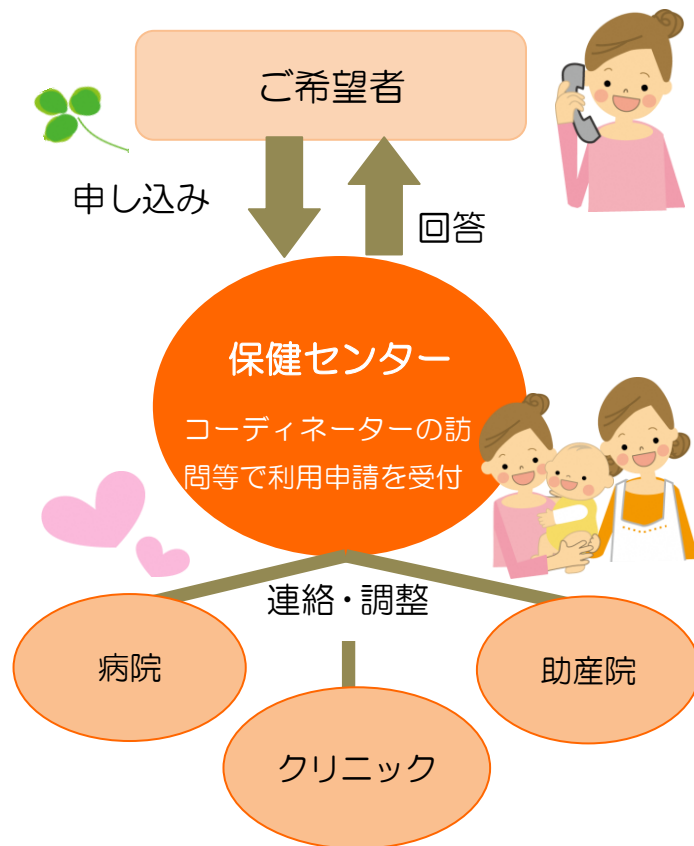 ご希望者
申し込み
回答
保健センター
コーディネーターの訪
問等で利用申請を受付
連絡・調整
病院
助産院
クリニック